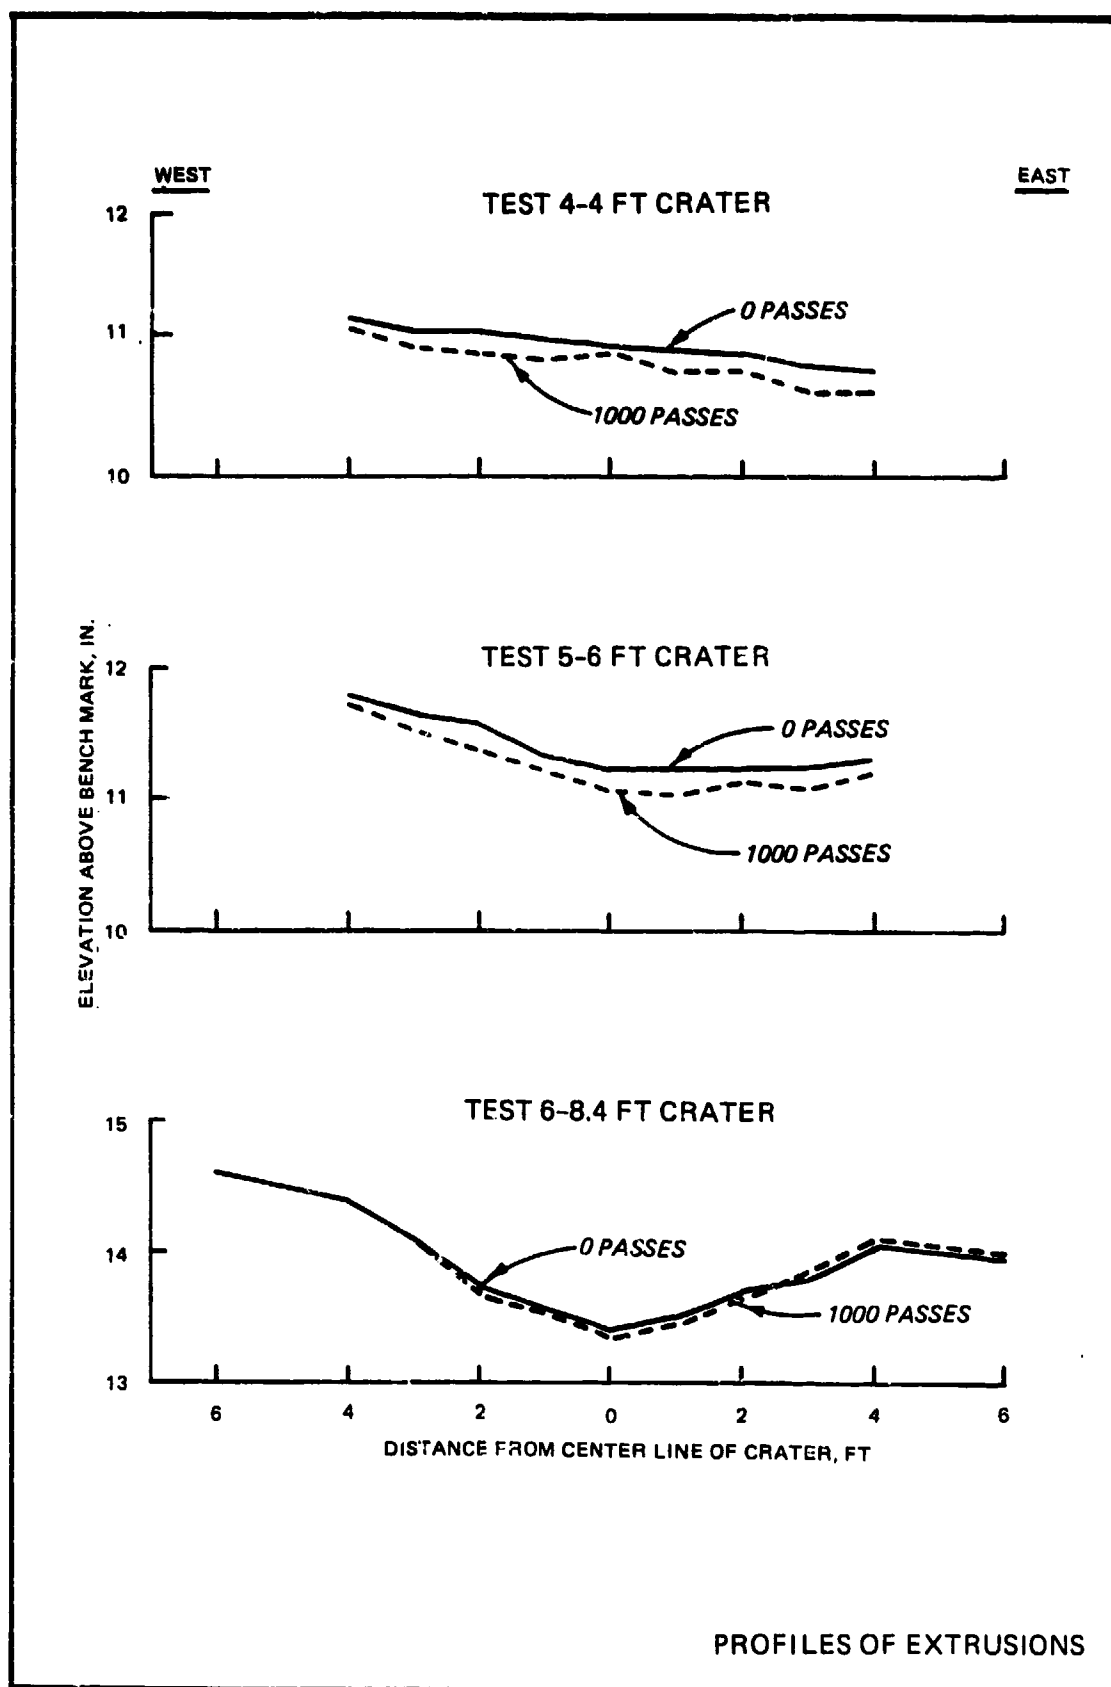 WEST
EAST
TEST 4-4 FT CRATER
12
0 PASSES
11
1000 PASSES
10
ELEVATION ABOVE BENCH MARK, IN.
TEST 5-6 FT CRATER
12
0 PASSES
11
1000 PASSES
10
TEST 6-8.4 FT CRATER
15
0 PASSES
14
1000 PASSES
13
6 4 2 0 2 4 6
DISTANCE FROM CENTER LINE OF CRATER, FT
PROFILES OF EXTRUSIONS